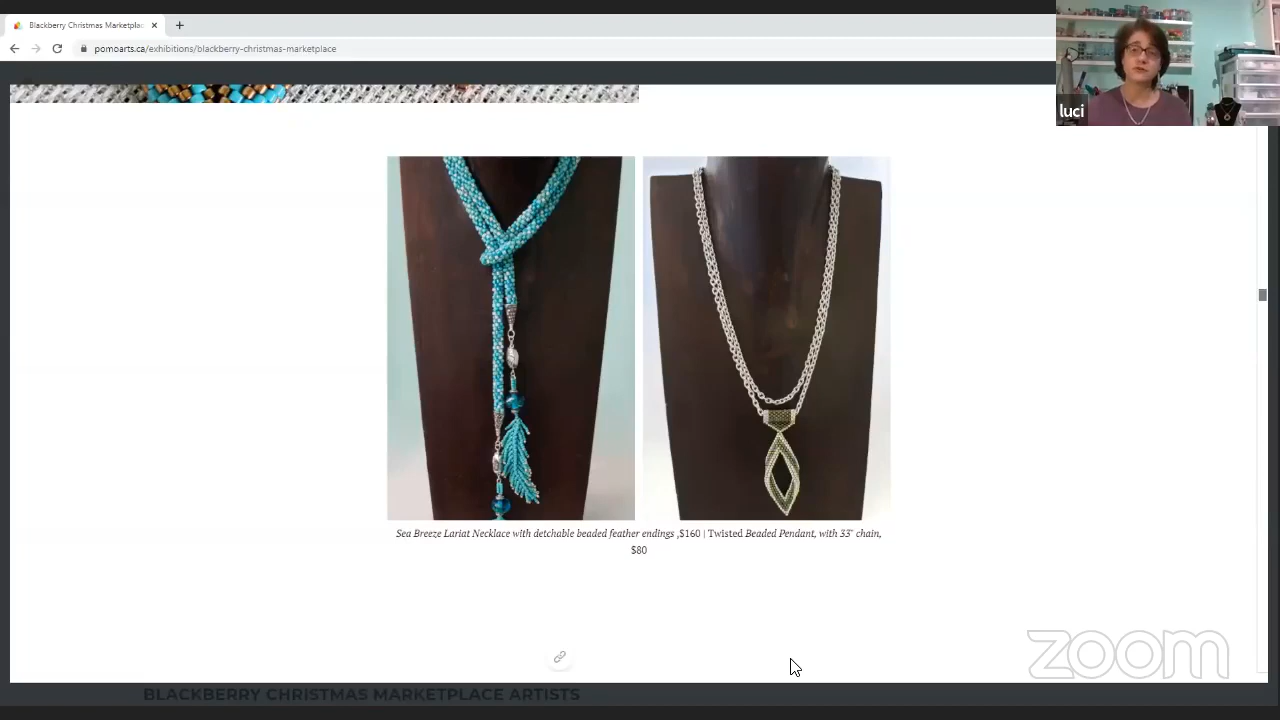 Blackberry Christmas Marketplac
pomoarts.ca/exhibitions/blackberry-christmas-marketplace
luci
Sea Breeze Lariat Necklace with detchable beaded feather endings ,$160 | Twisted Beaded Pendant, with 33" chain,
$80
zoom
BLACKBERRY CHRISTMAS MARKETPLACE ARTISTS